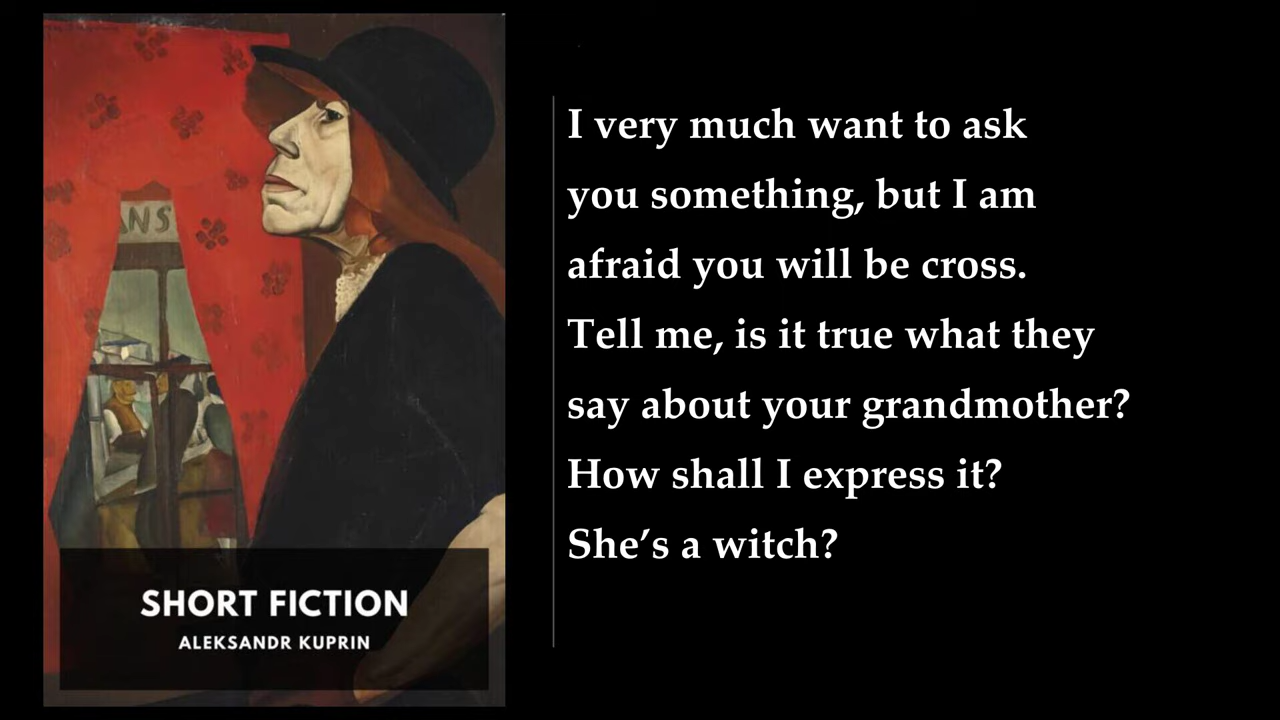 ANS
SHORT FICTION
ALEKSANDR KUPRIN
I very much want to ask
you something, but I am
afraid you will be cross.
Tell me, is it true what they
say about your grandmother?
How shall I express it?
She’s a witch?